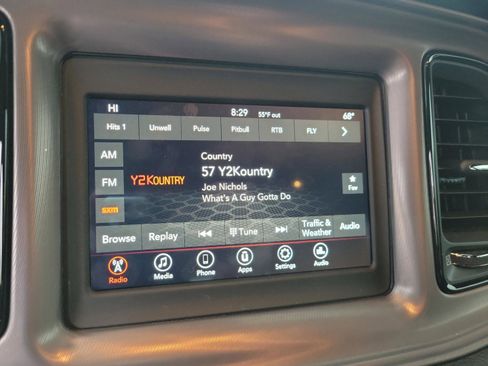 HI 8:29 55°F out 68°
Hits 1 Unwell Pulse Pitbull RTB FLY
AM
Country
57 Y2Kountry
FM
Y2KOUNTRY
Joe Nichols
Fav
What's A Guy Gotta Do
SXM
Browse Replay Tune Traffic & Weather Audio
Radio Media Phone Apps Settings Audio